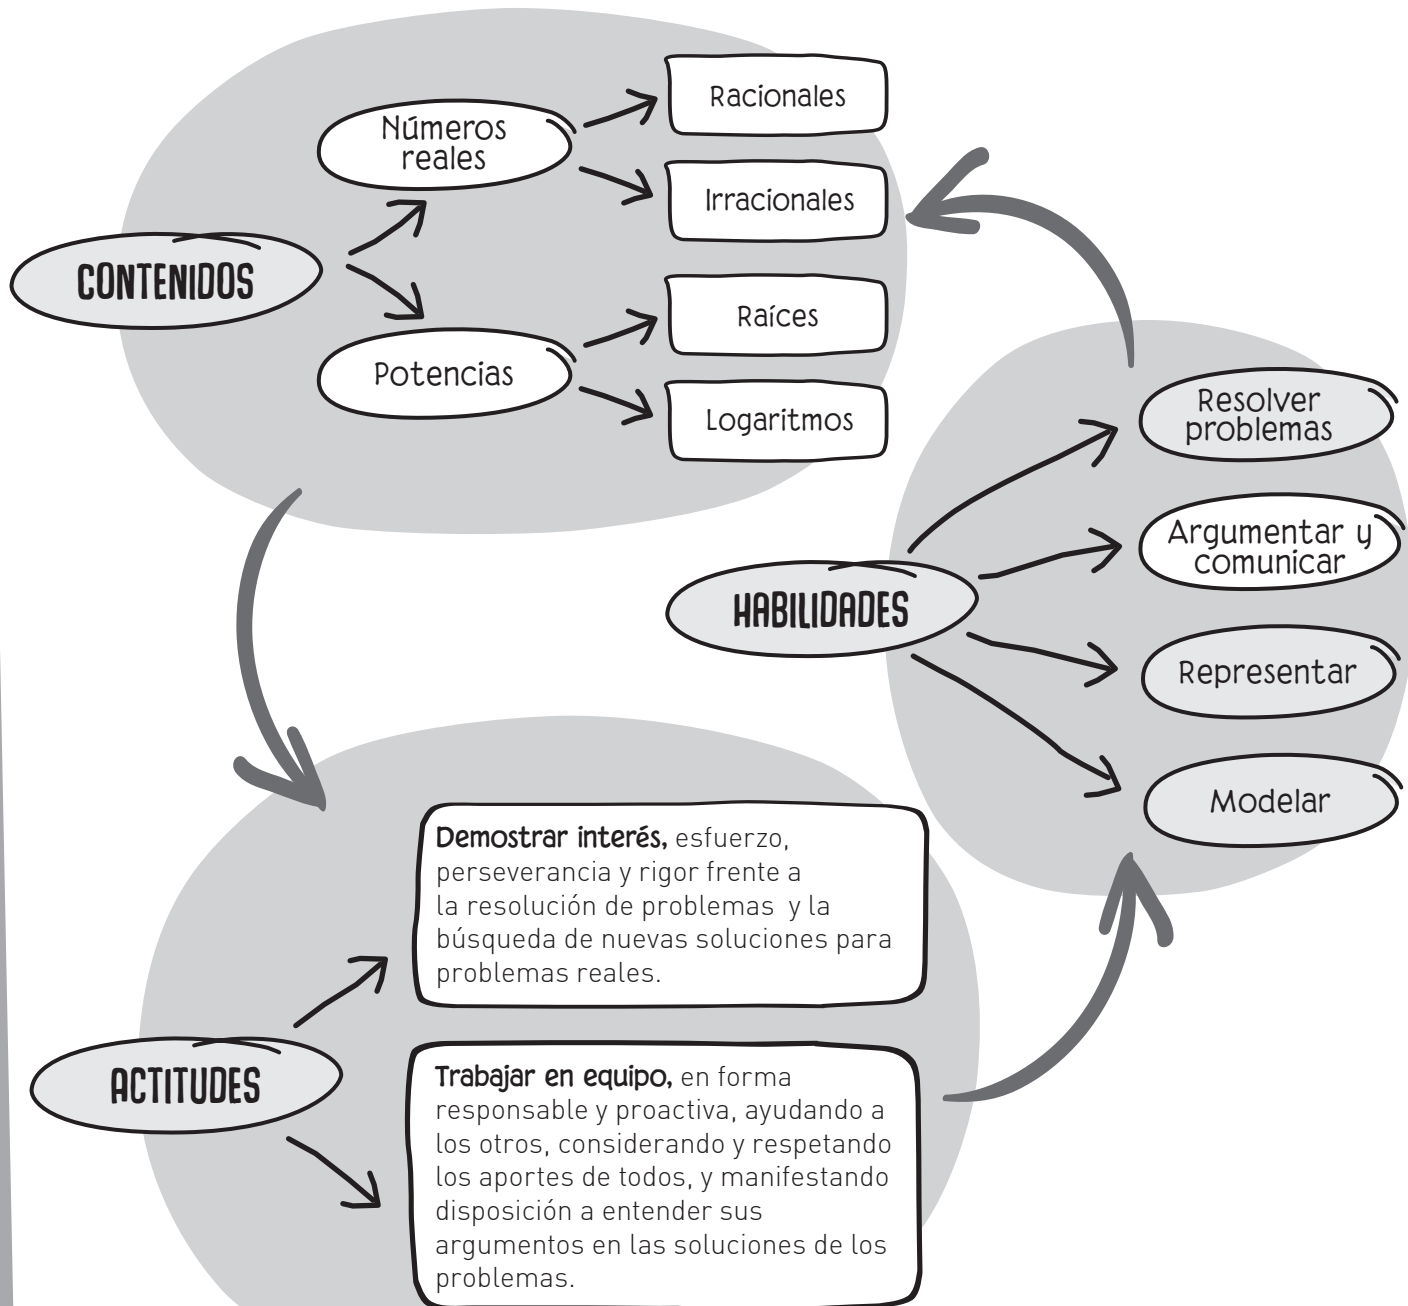 CONTENIDOS
Números
reales
Racionales
Irracionales
Potencias
Raíces
Logaritmos
HABILIDADES
Resolver
problemas
Argumentar y
comunicar
Representar
Modelar
ACTITUDES
Demostrar interés, esfuerzo,
perseverancia y rigor frente a
la resolución de problemas y la
búsqueda de nuevas soluciones para
problemas reales.
Trabajar en equipo, en forma
responsable y proactiva, ayudando a
los otros, considerando y respetando
los aportes de todos, y manifestando
disposición a entender sus
argumentos en las soluciones de los
problemas.